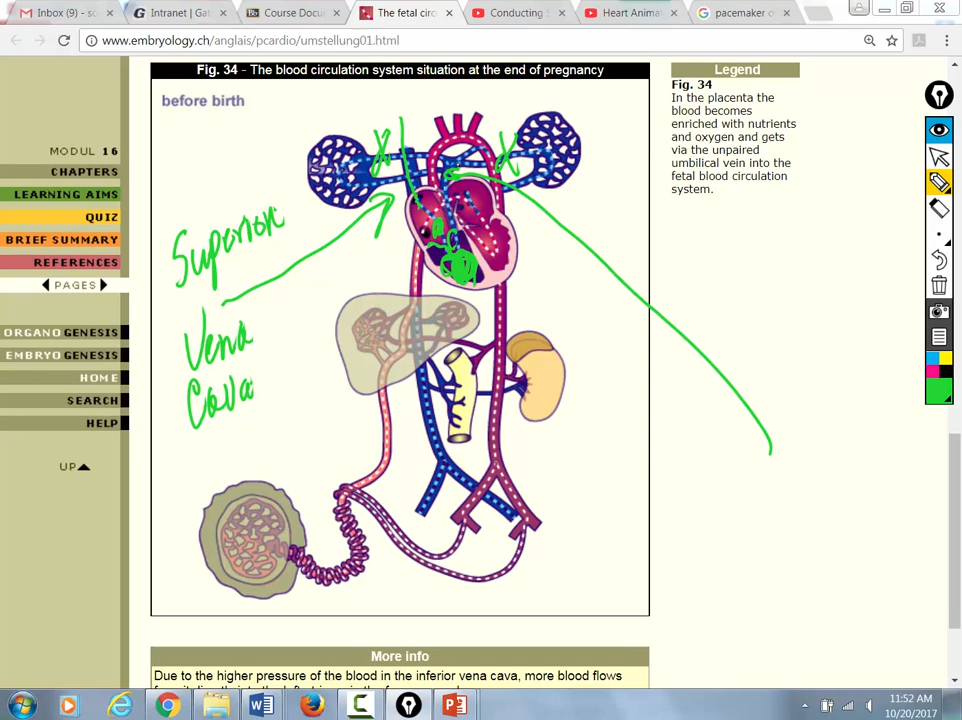 Inbox (9) - sc
Intranet | Gat
Course Docu
The fetal circ
Conducting S
Heart Animat
pacemaker o
www.embryology.ch/anglais/pcardio/umstellung01.html
MODUL 16
CHAPTERS
LEARNING AIMS
QUIZ
BRIEF SUMMARY
REFERENCES
PAGES
ORGANO GENESIS
EMBRYO GENESIS
HOME
SEARCH
HELP
UP
Fig. 34 - The blood circulation system situation at the end of pregnancy
before birth
Superior
Vena
Cava
Legend
Fig. 34
In the placenta the
blood becomes
enriched with nutrients
and oxygen and gets
via the unpaired
umbilical vein into the
fetal blood circulation
system.
More info
Due to the higher pressure of the blood in the inferior vena cava, more blood flows
11:52 AM
10/20/2017